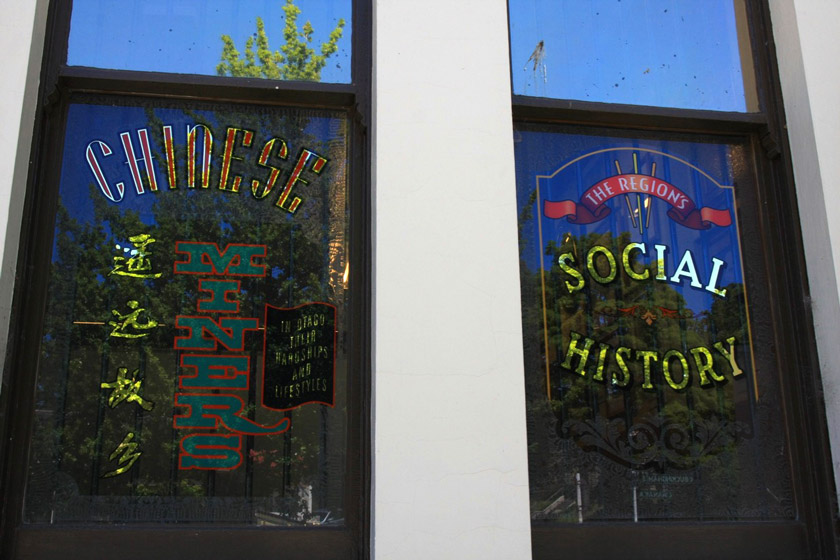 CHINESE
遥远故乡
MINERS
IN OTAGO
THEIR
HARDSHIPS
AND
LIFESTYLES
THE REGION'S
SOCIAL
HISTORY